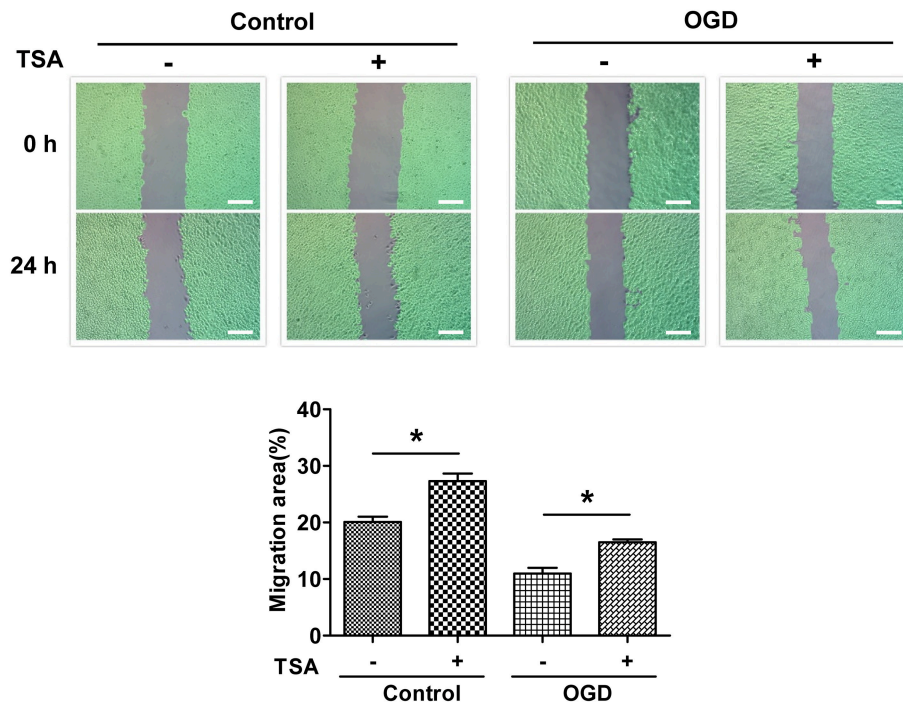 Control OGD
TSA - + - +
0 h
24 h
40
30
20
10
0
Migration area(%)
* *
TSA - + - +
Control OGD